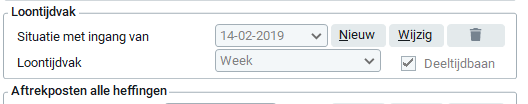 Loontijdvak
Situatie met ingang van 14-02-2019 Nieuw Wijzig
Loontijdvak Week Deeltijdbaan
Aftrekposten alle heffingen